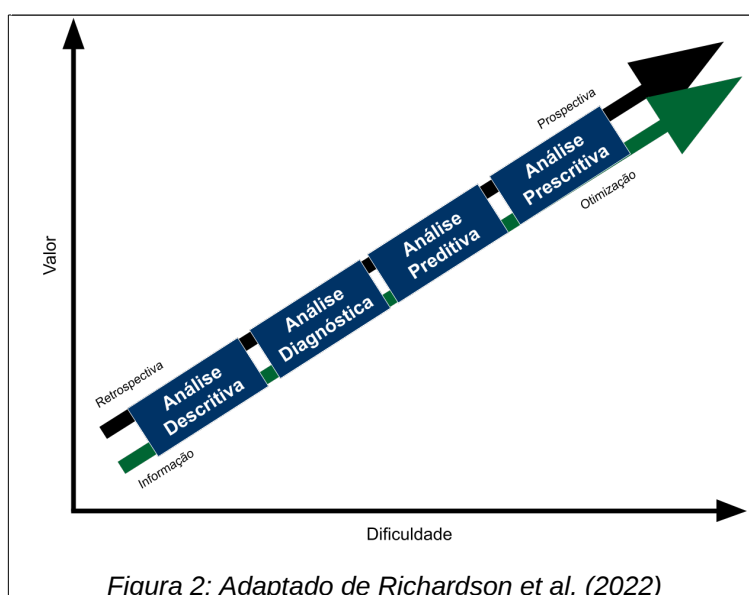 Prospectiva
Análise
Prescritiva
Otimização
Análise
Preditiva
Valor
Análise
Diagnóstica
Retrospectiva
Análise
Descritiva
Informação
Dificuldade
Figura 2: Adaptado de Richardson et al. (2022)